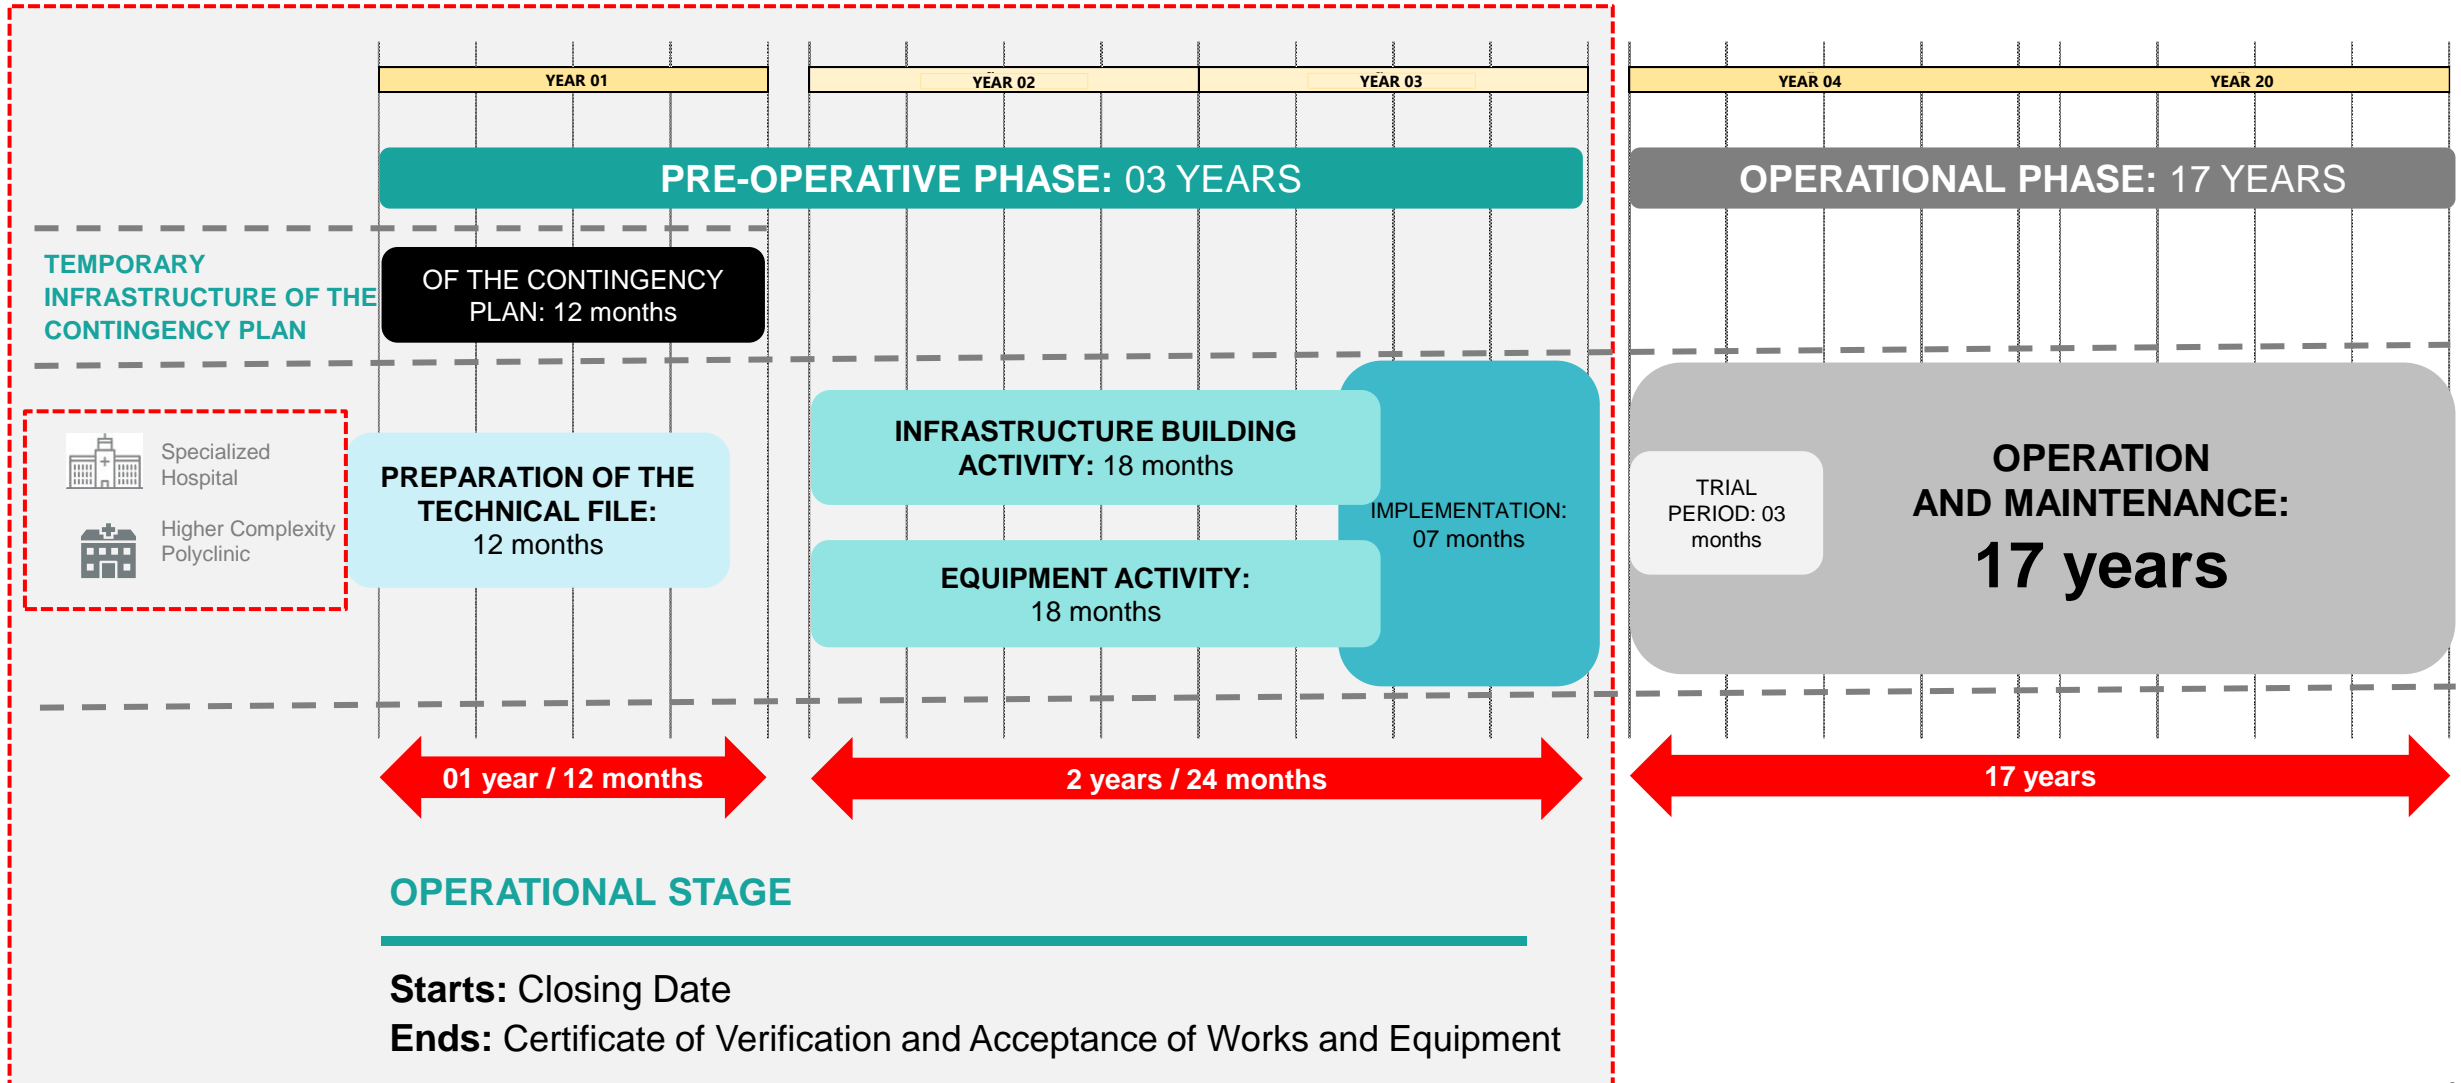 YEAR 01
YEAR 02
YEAR 03
YEAR 04
YEAR 20
PRE-OPERATIVE PHASE: 03 YEARS
OPERATIONAL PHASE: 17 YEARS
TEMPORARY
INFRASTRUCTURE OF THE
CONTINGENCY PLAN
OF THE CONTINGENCY
PLAN: 12 months
Specialized
Hospital
Higher Complexity
Polyclinic
PREPARATION OF THE
TECHNICAL FILE:
12 months
INFRASTRUCTURE BUILDING
ACTIVITY: 18 months
EQUIPMENT ACTIVITY:
18 months
IMPLEMENTATION:
07 months
TRIAL
PERIOD: 03
months
OPERATION
AND MAINTENANCE:
17 years
01 year / 12 months
2 years / 24 months
17 years
OPERATIONAL STAGE
Starts: Closing Date
Ends: Certificate of Verification and Acceptance of Works and Equipment